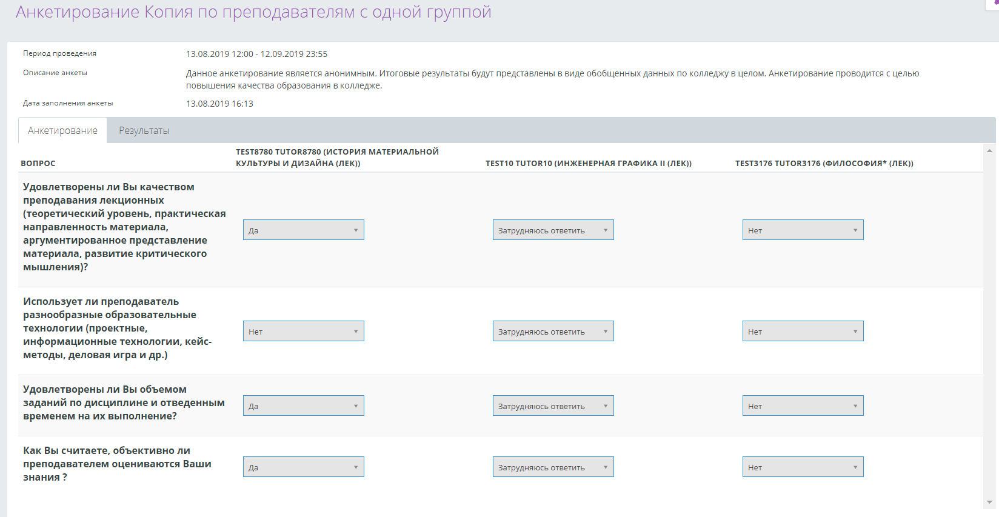 Анкетирование Копия по преподавателям с одной группой
Период проведения 13.08.2019 12:00 - 12.09.2019 23:55
Описание анкеты Данное анкетирование является анонимным. Итоговые результаты будут представлены в виде обобщенных данных по колледжу в целом. Анкетирование проводится с целью
повышения качества образования в колледже.
Дата заполнения анкеты 13.08.2019 16:13
Анкетирование Результаты
ВОПРОС
TEST8780 TUTOR8780 (ИСТОРИЯ МАТЕРИАЛЬНОЙ
КУЛЬТУРЫ И ДИЗАЙНА (ЛЕК))
TEST10 TUTOR10 (ИНЖЕНЕРНАЯ ГРАФИКА II (ЛЕК))
TEST3176 TUTOR3176 (ФИЛОСОФИЯ* (ЛЕК))
Удовлетворены ли Вы качеством
преподавания лекционных
(теоретический уровень, практическая
направленность материала,
аргументированное представление
материала, развитие критического
мышления)?
Да
Затрудняюсь ответить
Нет
Использует ли преподаватель
разнообразные образовательные
технологии (проектные,
информационные технологии, кейс-
методы, деловая игра и др.)
Нет
Затрудняюсь ответить
Нет
Удовлетворены ли Вы объемом
заданий по дисциплине и отведенным
временем на их выполнение?
Да
Затрудняюсь ответить
Нет
Как Вы считаете, объективно ли
преподавателем оцениваются Ваши
знания ?
Да
Затрудняюсь ответить
Нет